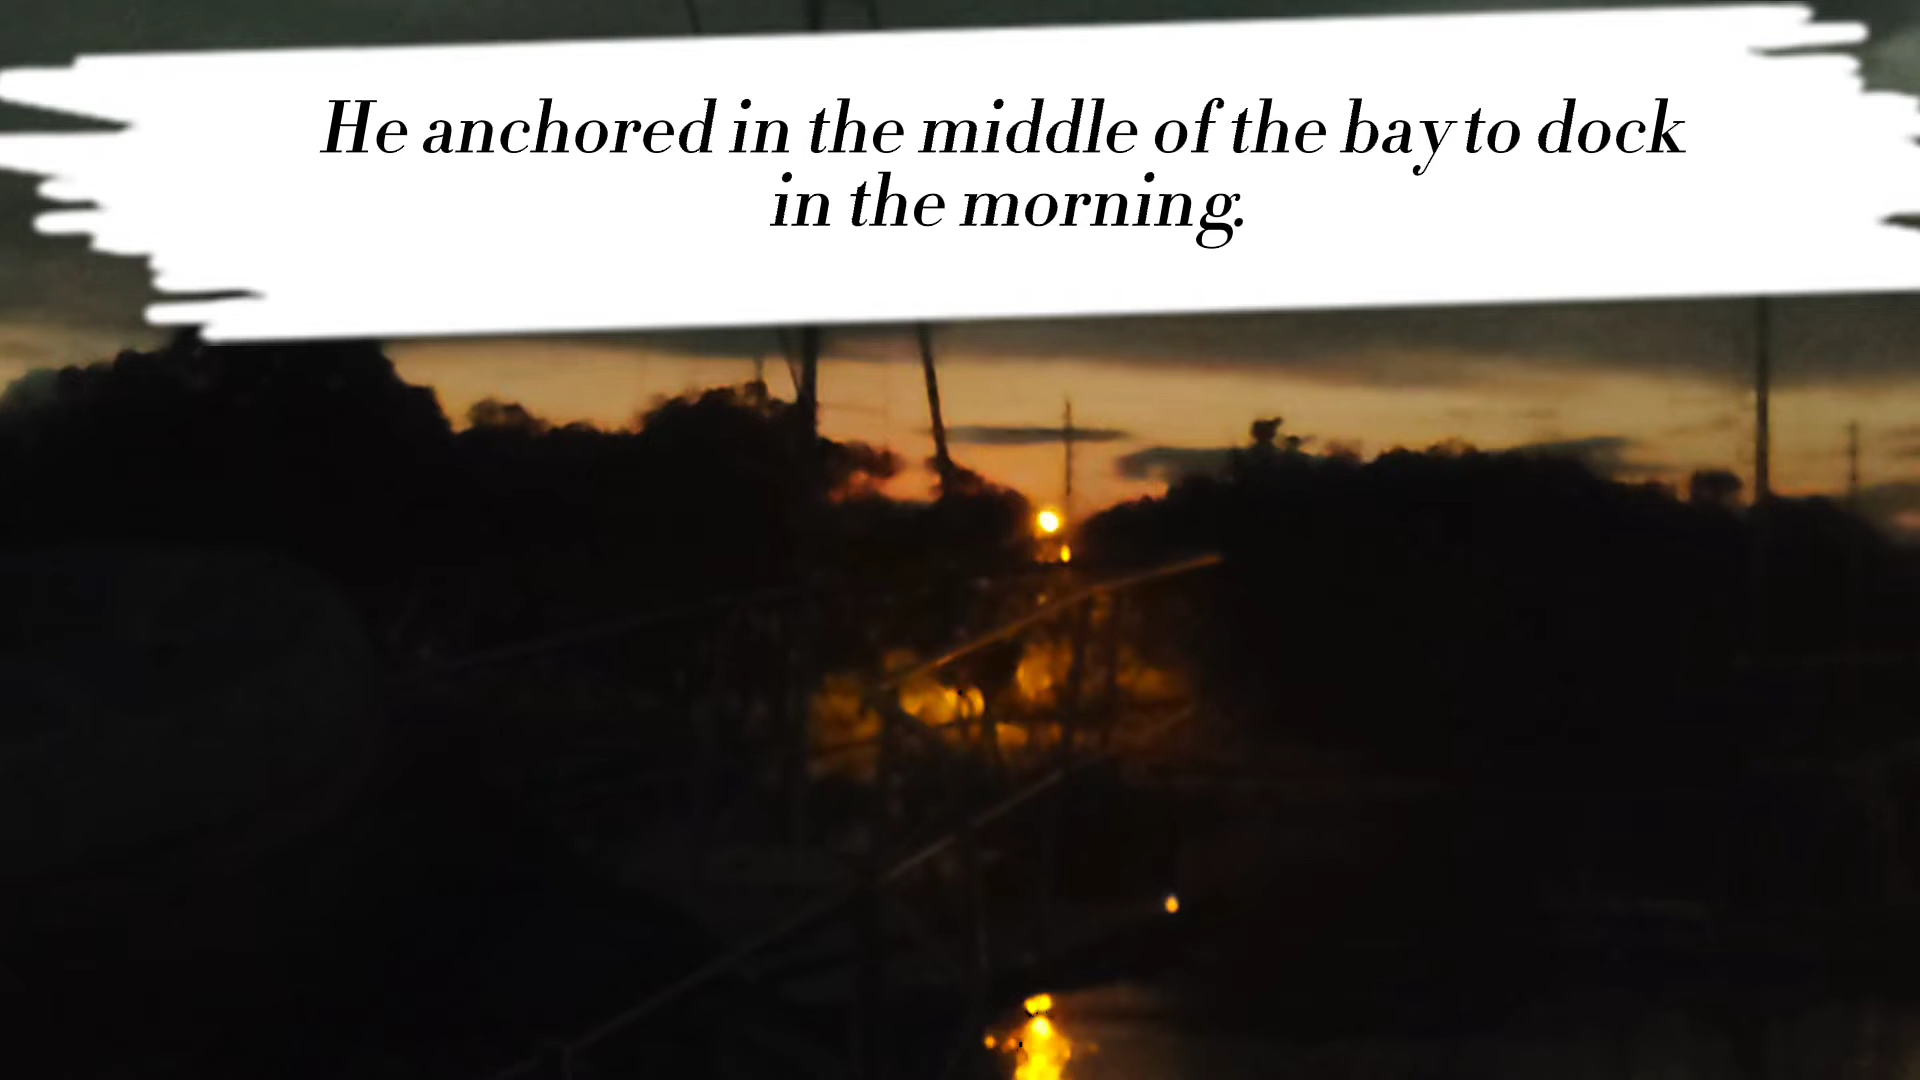 He anchored in the middle of the bay to dock
in the morning.